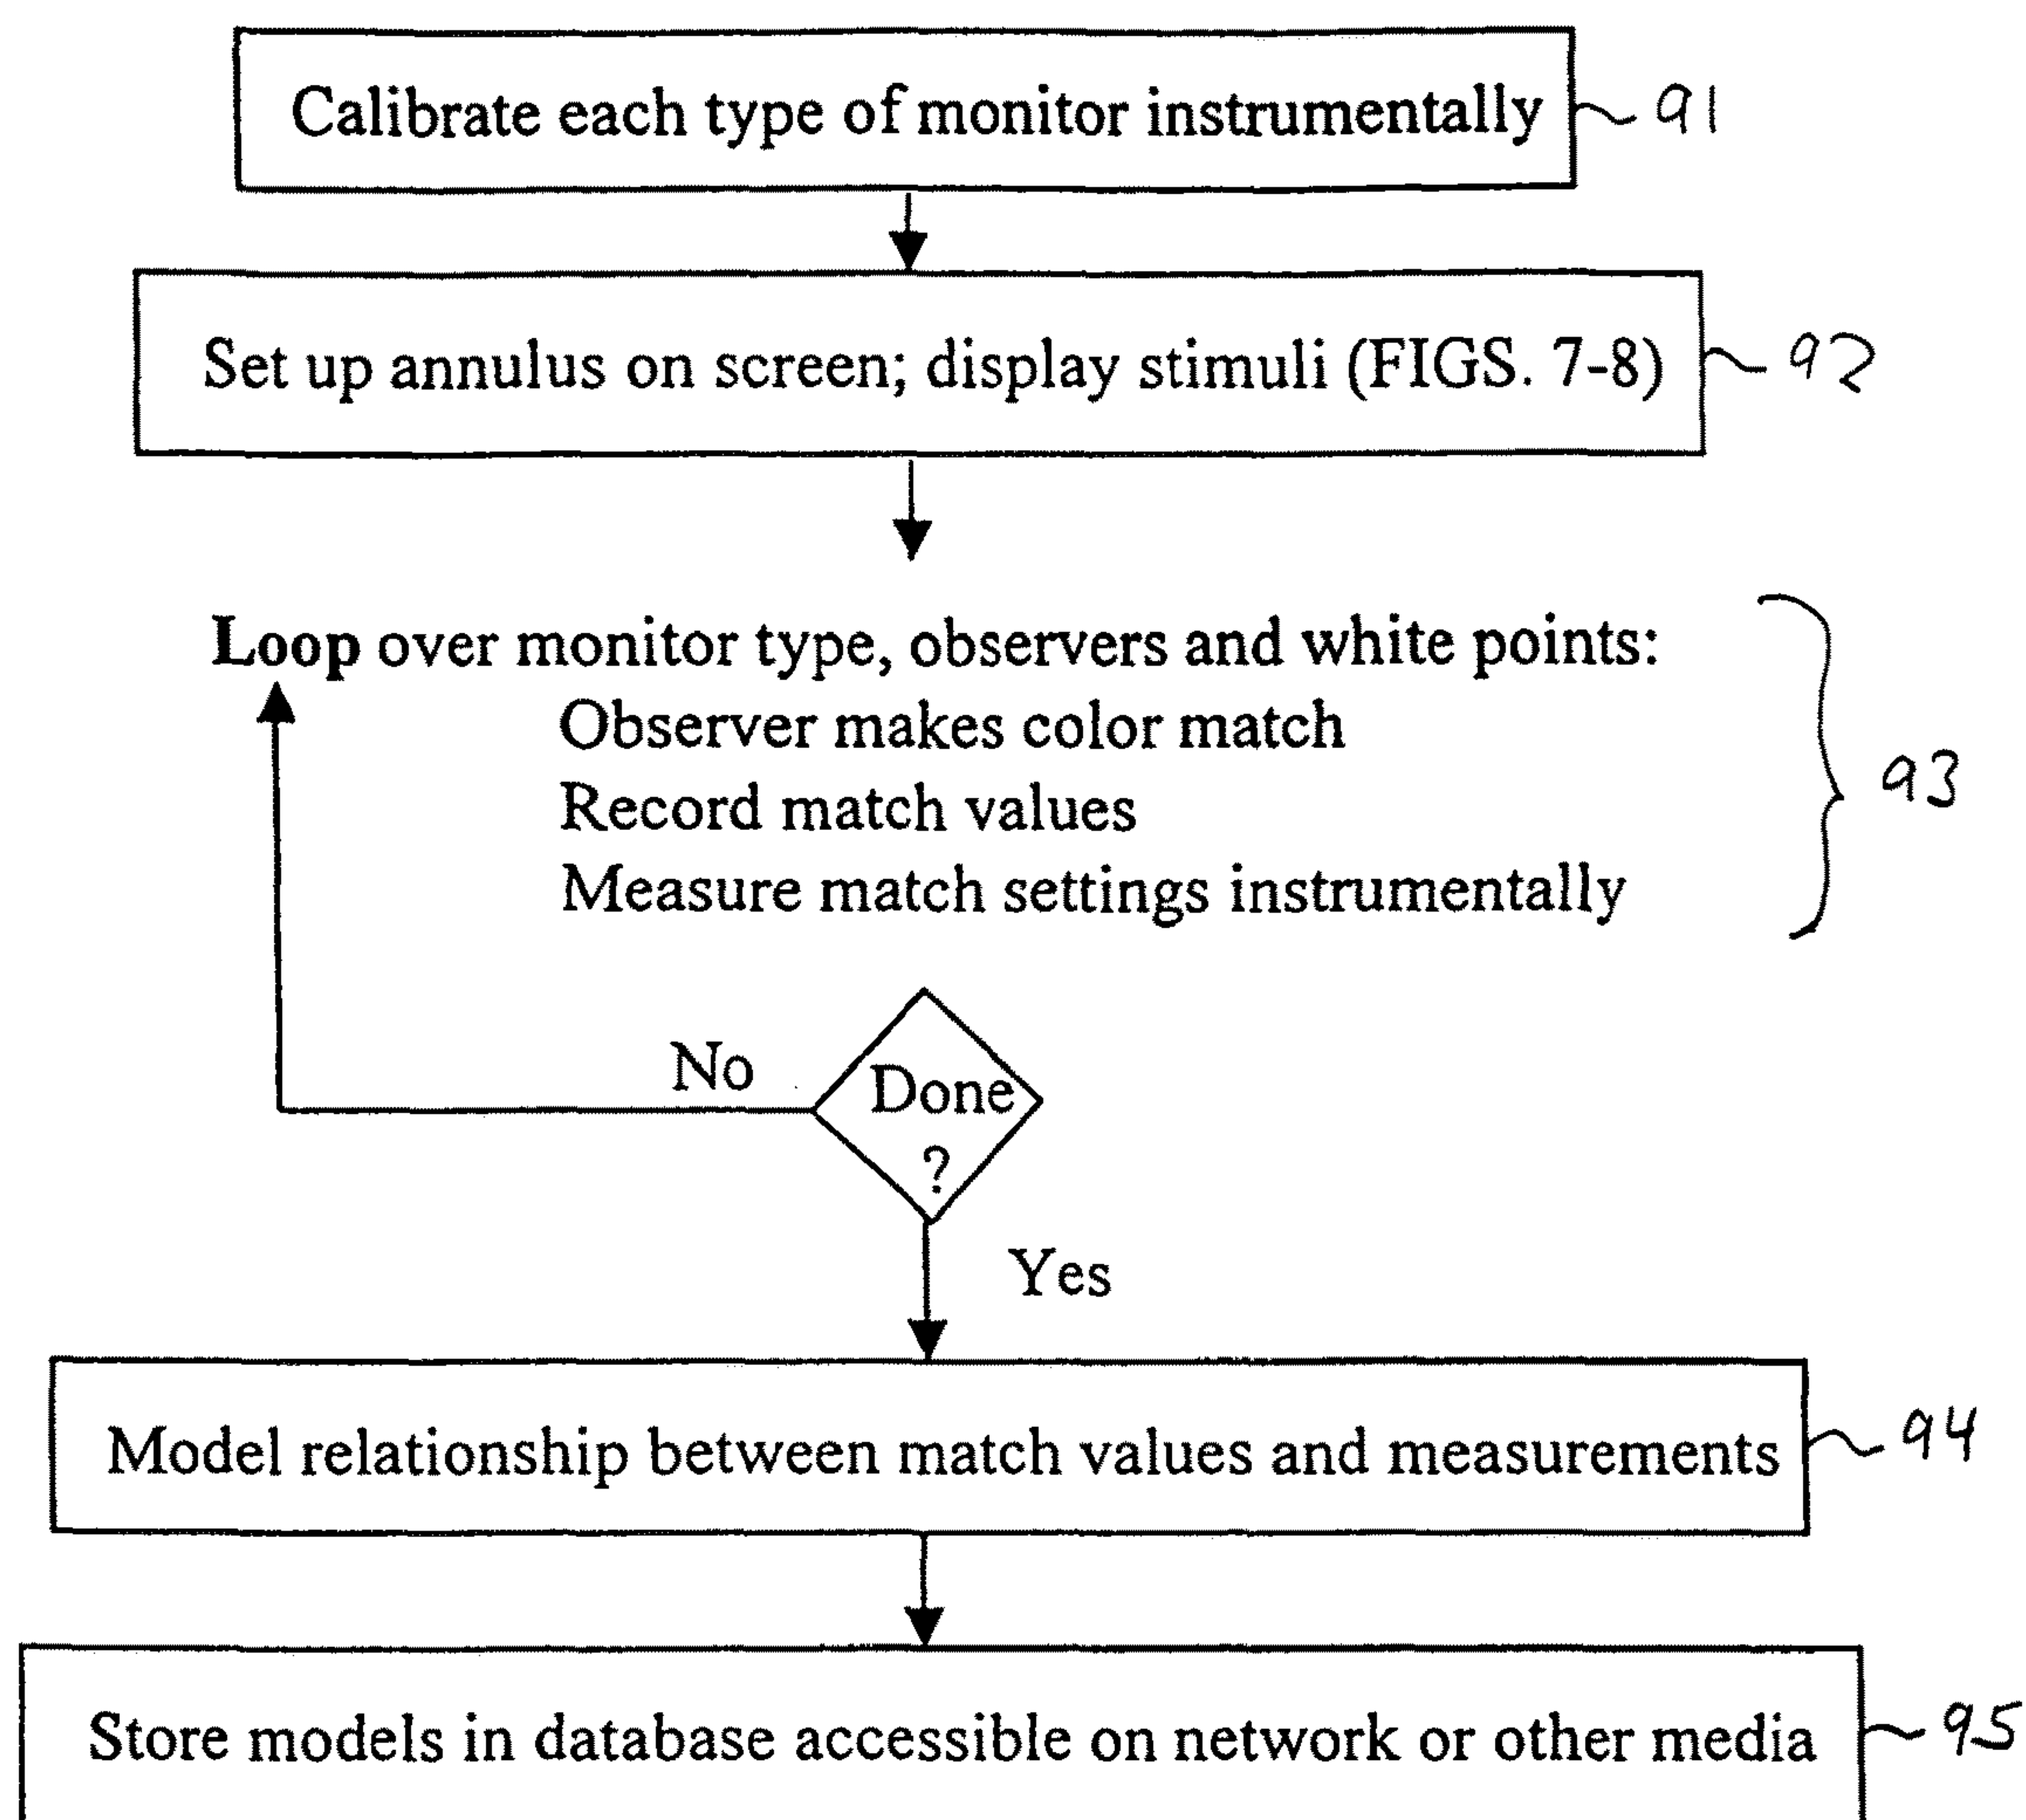 Calibrate each type of monitor instrumentally 91
Set up annulus on screen; display stimuli (FIGS. 7-8) 92
Loop over monitor type, observers and white points:
Observer makes color match
Record match values
93
Measure match settings instrumentally
No
Done
?
Yes
Model relationship between match values and measurements 94
Store models in database accessible on network or other media 95